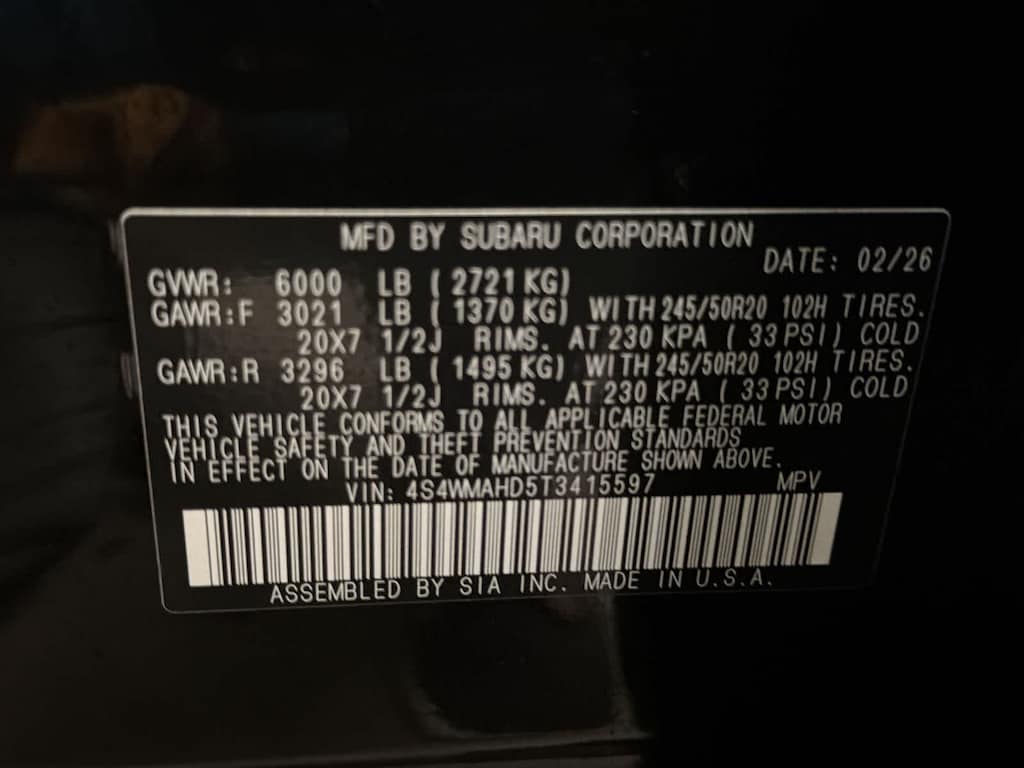 MFD BY SUBARU CORPORATION
DATE: 02/26
GVWR: 6000 LB ( 2721 KG)
GAWR:F 3021 LB ( 1370 KG) WITH 245/50R20 102H TIRES.
20X7 1/2J RIMS. AT 230 KPA ( 33 PSI) COLD
GAWR:R 3296 LB ( 1495 KG) WITH 245/50R20 102H TIRES.
20X7 1/2J RIMS. AT 230 KPA ( 33 PSI) COLD
THIS VEHICLE CONFORMS TO ALL APPLICABLE FEDERAL MOTOR
VEHICLE SAFETY AND THEFT PREVENTION STANDARDS
IN EFFECT ON THE DATE OF MANUFACTURE SHOWN ABOVE.
VIN: 4S4WMAHD5T3415597 MPV
ASSEMBLED BY SIA INC. MADE IN U.S.A.